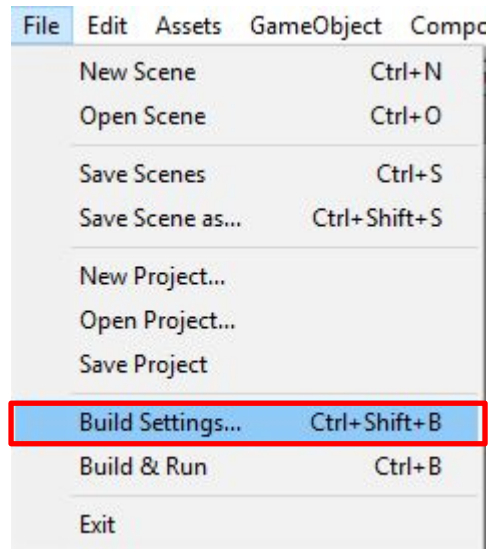 File Edit Assets GameObject Compo
New Scene Ctrl+N
Open Scene Ctrl+O
Save Scenes Ctrl+S
Save Scene as... Ctrl+Shift+S
New Project...
Open Project...
Save Project
Build Settings... Ctrl+Shift+B
Build & Run Ctrl+B
Exit